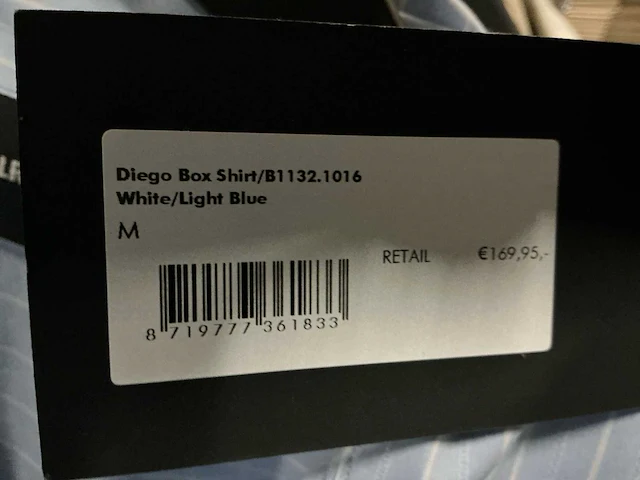 Diego Box Shirt/B1132.1016
White/Light Blue
M
RETAIL €169,95,-
8 719777 361833